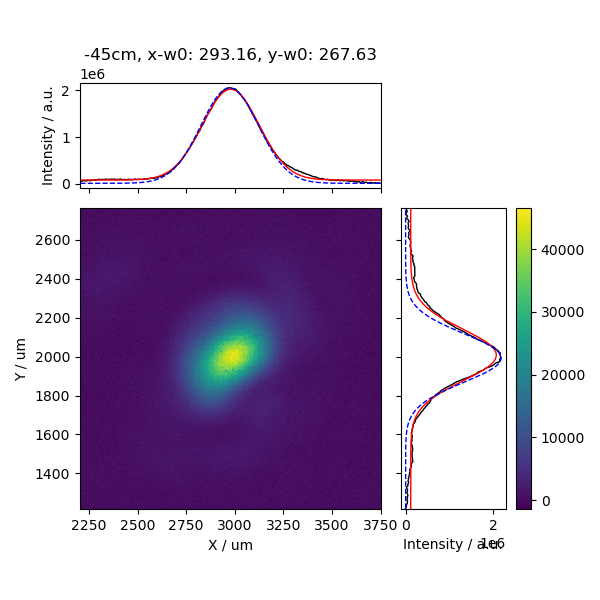 -45cm, x-w0: 293.16, y-w0: 267.63
1e6
2
1
0
Intensity / a.u.
2600
2400
2200
2000
1800
1600
1400
Y / um
2250 2500 2750 3000 3250 3500 3750
X / um
0 2
Intensity / a.u.
1e6
40000
30000
20000
10000
0